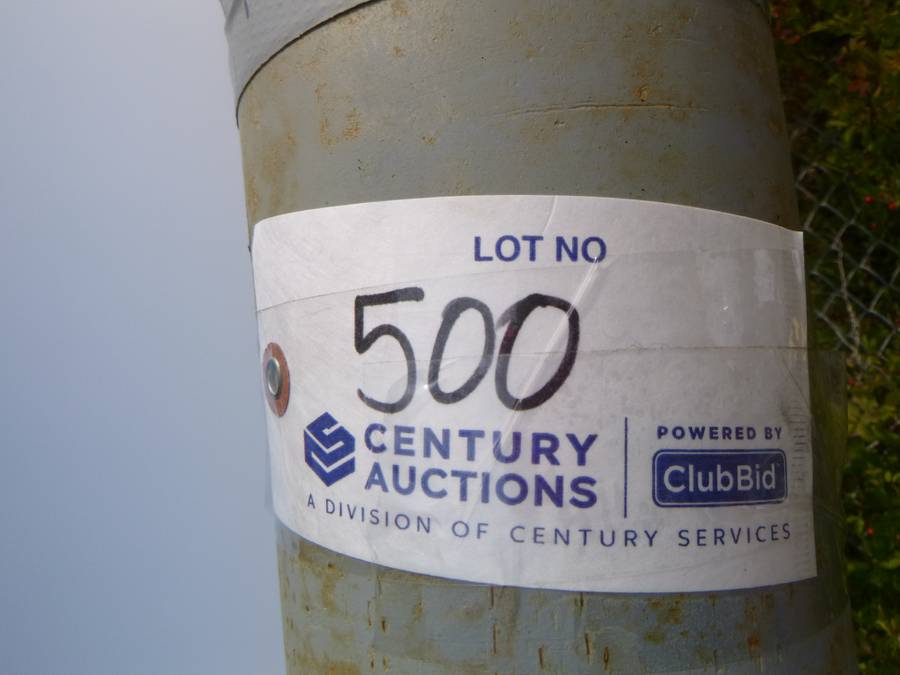 LOT NO
500
CENTURY
AUCTIONS
A DIVISION OF CENTURY SERVICES
POWERED BY
ClubBid